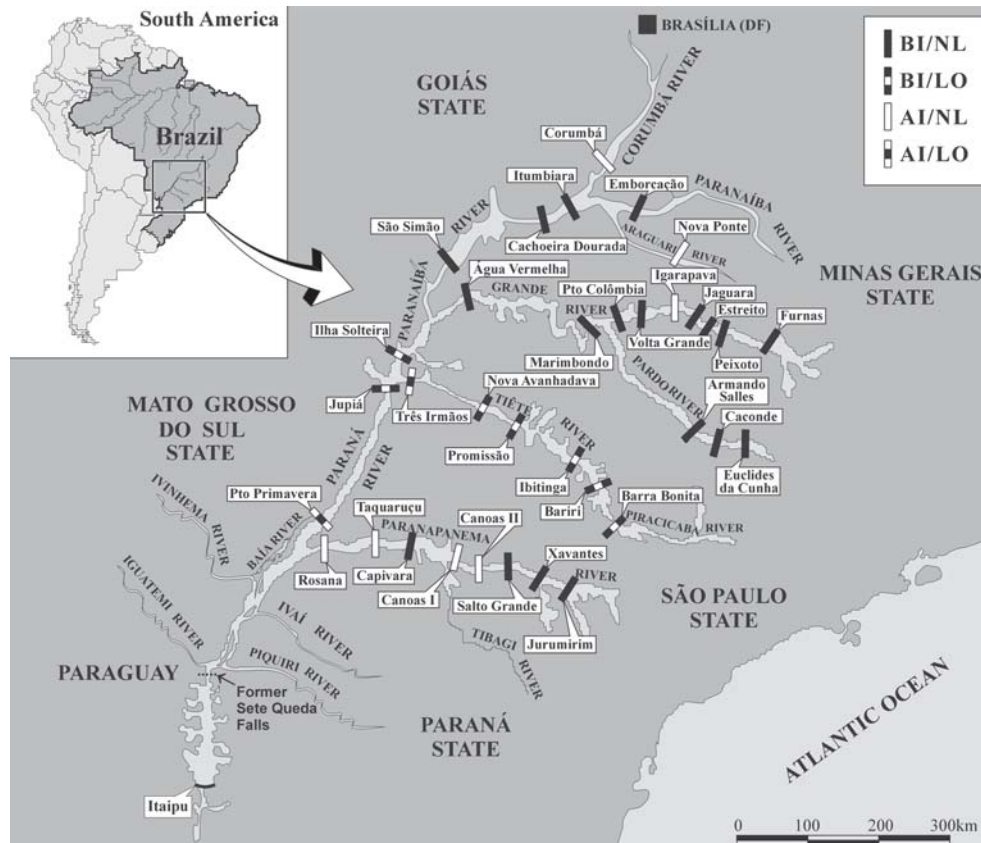 South America
Brazil
BRASÍLIA (DF)
BI/NL
BI/LO
AI/NL
AI/LO
GOIÁS
STATE
CORUMBÁ RIVER
Corumbá
Itumbiara
Emborcação
PARANAÍBA
RIVER
Nova Ponte
ARAGUARI
RIVER
São Simão
RIVER
PARANAÍBÁ
Cachoeira Dourada
Água Vermelha
GRANDE
RIVER
Pto Colômbia
Igarapava
Jaguara
Estreito
Furnas
MINAS GERAIS
STATE
Volta Grande
Peixoto
Marimbondo
PARDO RIVER
Armando
Salles
Caconde
Euclides
da Cunha
Ilha Solteira
Jupiá
Três Irmãos
Nova Avanhadava
TIÊTE
RIVER
Promissão
Ibitinga
Bariri
Barra Bonita
PIRACICABA RIVER
MATO GROSSO
DO SUL
STATE
PARANÁ
RIVER
Pto Primavera
IVINHEMA
RIVER
BAÍA RIVER
Taquaruçu
PARANAPANEMA
RIVER
Canoas II
Xavantes
Rosana
Capivara
Canoas I
Salto Grande
Jurumirim
SÃO PAULO
STATE
IGUATEMI
RIVER
IVAÍ RIVER
TIBAGI
RIVER
PIQUIRI RIVER
PARAGUAY
Former
Sete Queda
Falls
PARANÁ
STATE
Itaipu
ATLANTIC OCEAN
0 100 200 300km